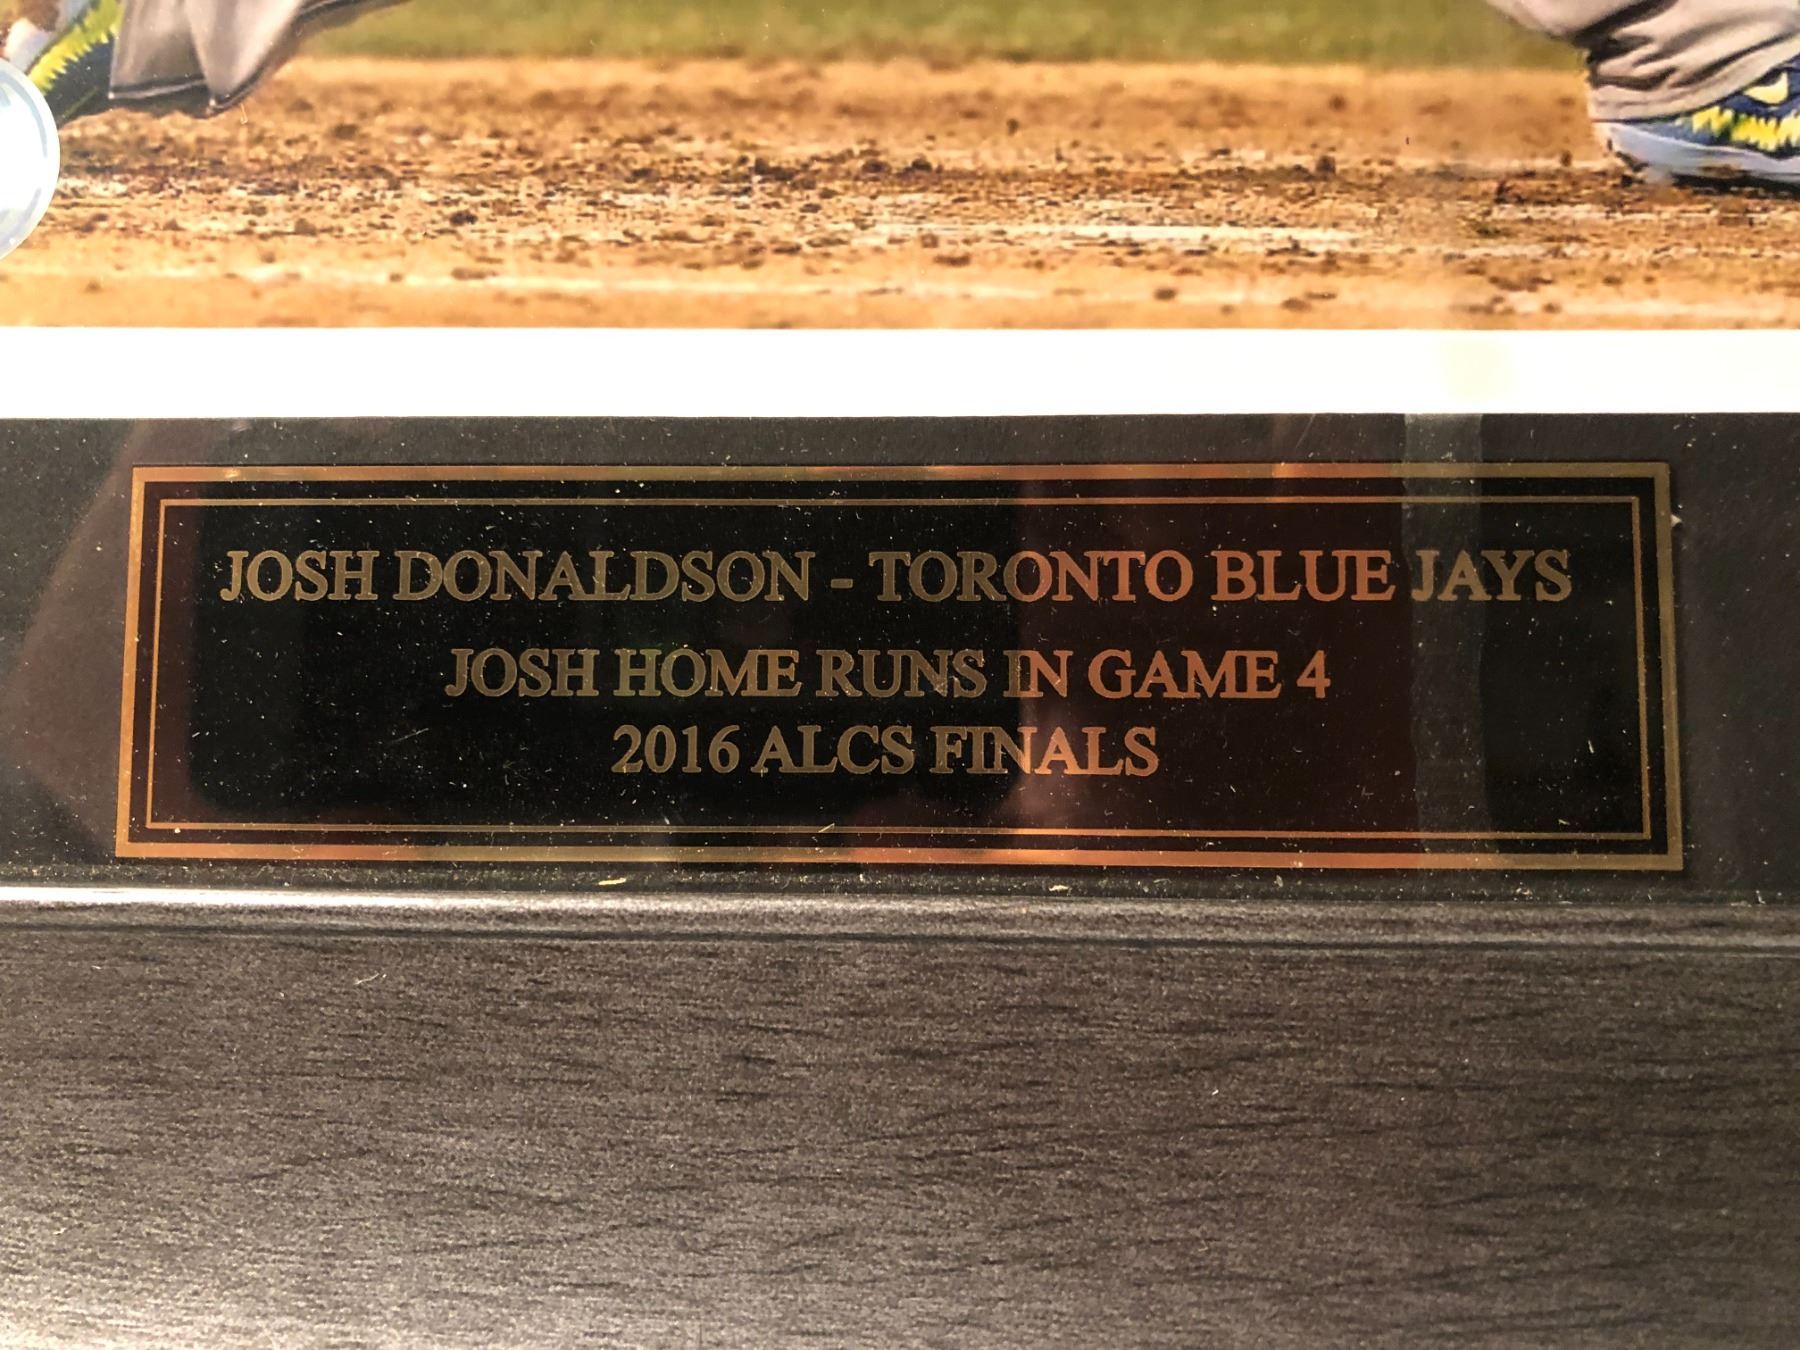 JOSH DONALDSON - TORONTO BLUE JAYS
JOSH HOME RUNS IN GAME 4
2016 ALCS FINALS